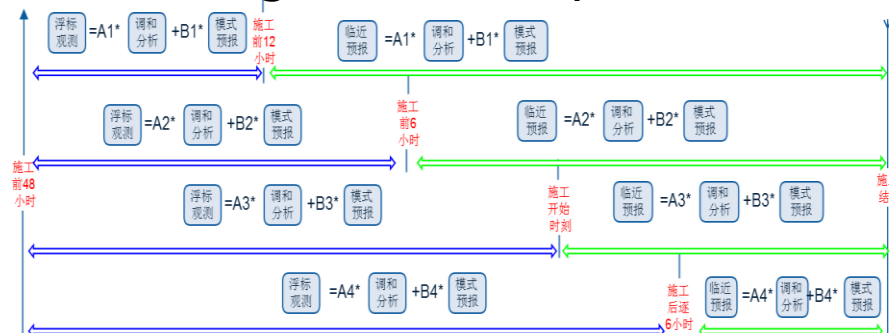 浮标观测 =A1* 调和分析 +B1* 模式预报
施工前12小时
临近预报 =A1* 调和分析 +B1* 模式预报
浮标观测 =A2* 调和分析 +B2* 模式预报
施工前6小时
临近预报 =A2* 调和分析 +B2* 模式预报
施工前48小时
浮标观测 =A3* 调和分析 +B3* 模式预报
施工开始时刻
临近预报 =A3* 调和分析 +B3* 模式预报
施工结
浮标观测 =A4* 调和分析 +B4* 模式预报
施工后逐6小时
临近预报 =A4* 调和分析 +B4* 模式预报